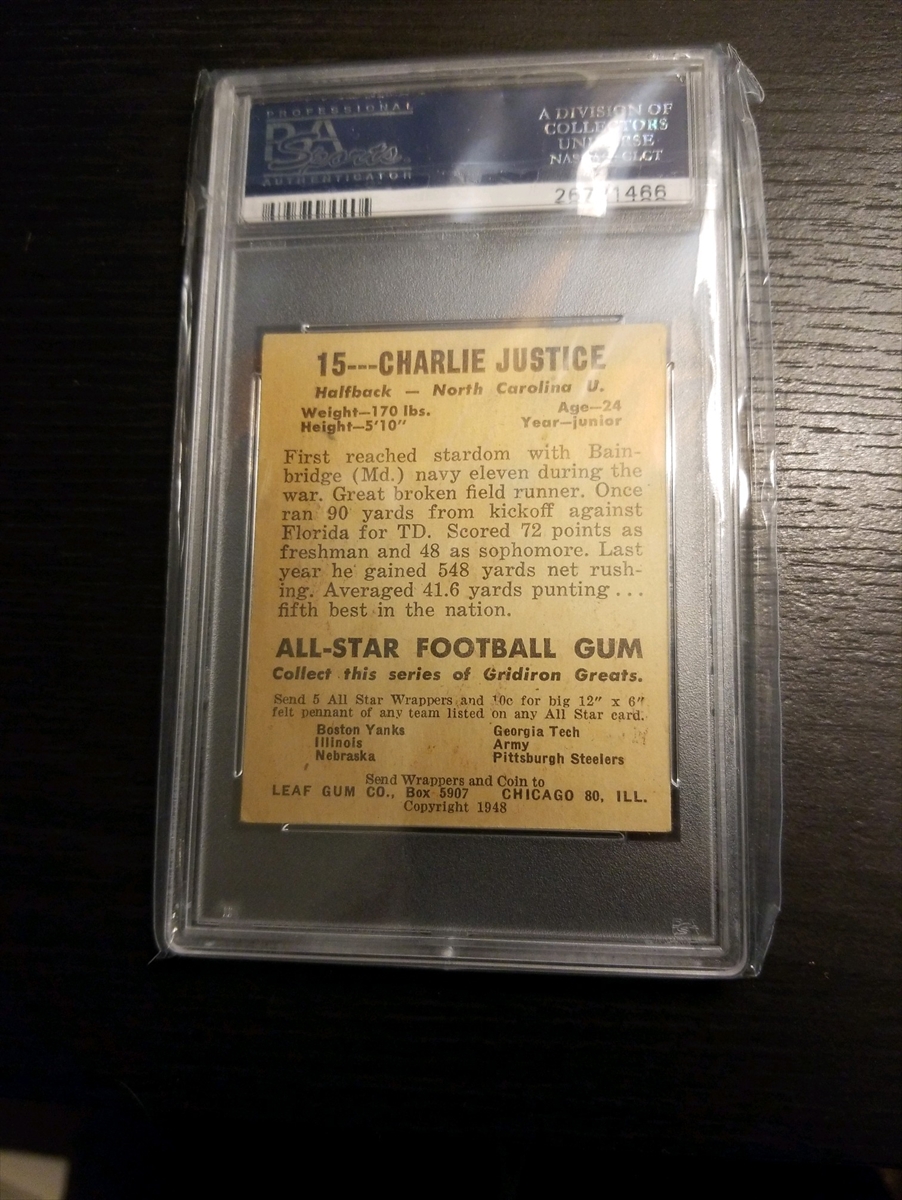 PROFESSIONAL
PSA
Sports
AUTHENTICATOR
A DIVISION OF
COLLECTORS
UNIVERSE
CLCT
15---CHARLIE JUSTICE
Halfback — North Carolina U.
Weight—170 lbs. Age—24
Height—5'10" Year—junior
First reached stardom with Bain-
bridge (Md.) navy eleven during the
war. Great broken field runner. Once
ran 90 yards from kickoff against
Florida for TD. Scored 72 points as
freshman and 48 as sophomore. Last
year he gained 548 yards net rush-
ing. Averaged 41.6 yards punting...
fifth best in the nation.
ALL-STAR FOOTBALL GUM
Collect this series of Gridiron Greats.
Send 5 All Star Wrappers and 10c for big 12" x 6"
felt pennant of any team listed on any All Star card.
Boston Yanks Georgia Tech
Illinois Army
Nebraska Pittsburgh Steelers
Send Wrappers and Coin to
LEAF GUM CO., Box 5907 CHICAGO 80, ILL.
Copyright 1948